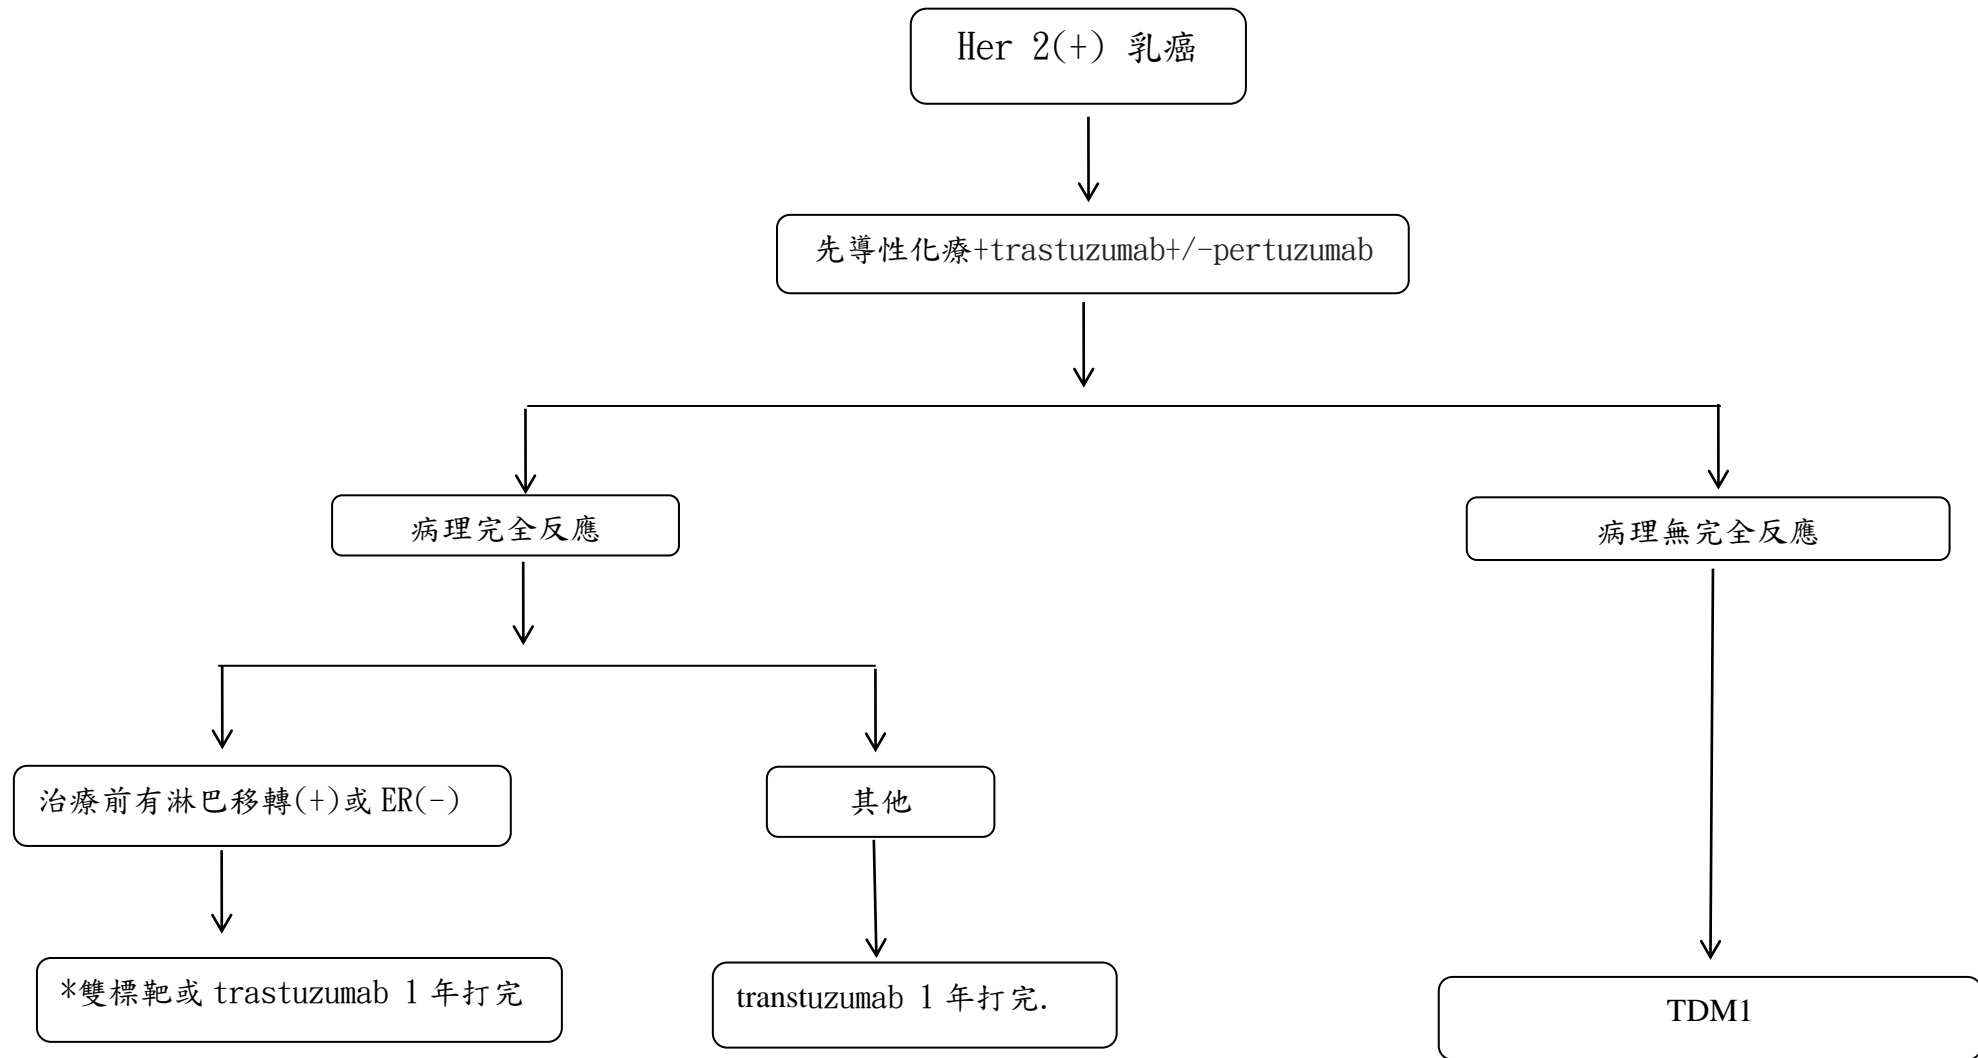 Her 2(+) 乳癌
先導性化療+trastuzumab+/-pertuzumab
病理完全反應
病理無完全反應
治療前有淋巴移轉(+)或 ER(-)
其他
*雙標靶或 trastuzumab 1 年打完
transtuzumab 1 年打完.
TDM1